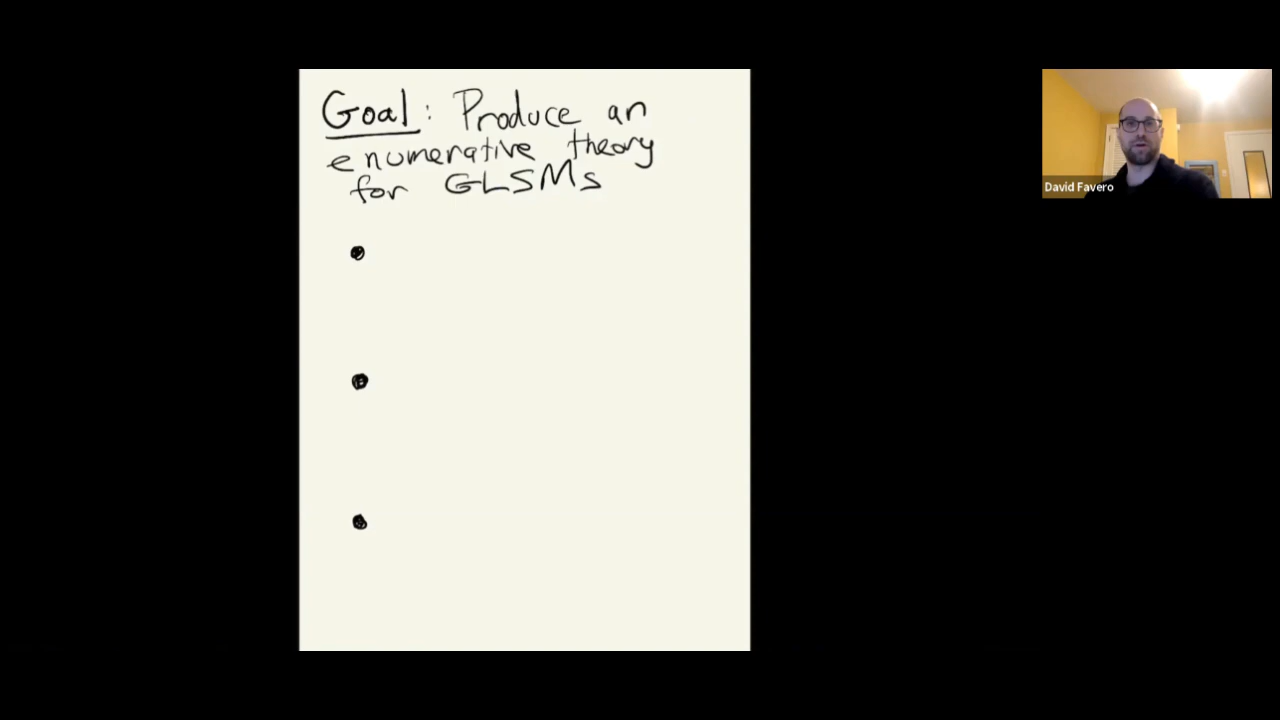 Goal: Produce an
enumerative theory
for GLSMs
David Favero